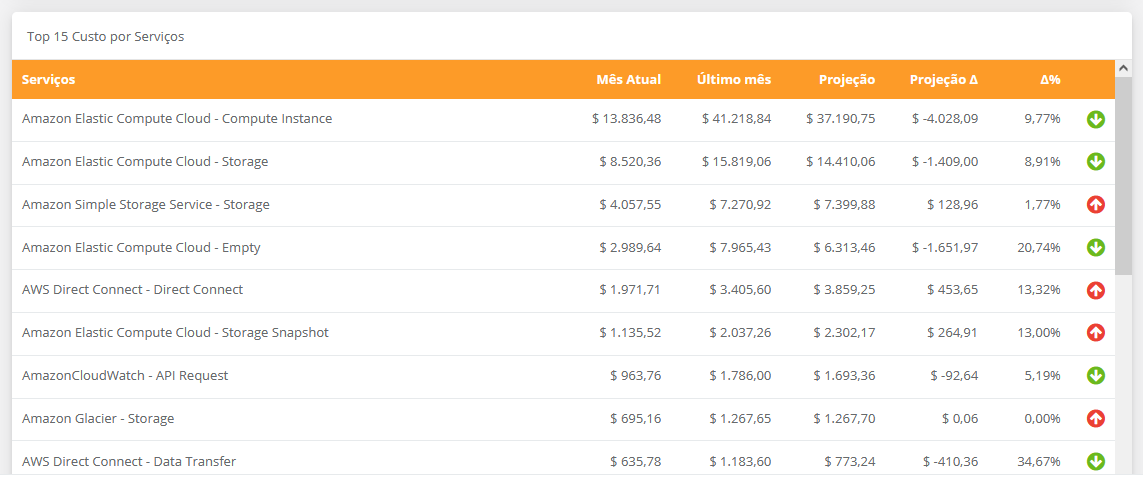 Top 15 Custo por Serviços
Serviços Mês Atual Último mês Projeção Projeção Δ Δ%
Amazon Elastic Compute Cloud - Compute Instance $ 13.836,48 $ 41.218,84 $ 37.190,75 $ -4.028,09 9,77%
Amazon Elastic Compute Cloud - Storage $ 8.520,36 $ 15.819,06 $ 14.410,06 $ -1.409,00 8,91%
Amazon Simple Storage Service - Storage $ 4.057,55 $ 7.270,92 $ 7.399,88 $ 128,96 1,77%
Amazon Elastic Compute Cloud - Empty $ 2.989,64 $ 7.965,43 $ 6.313,46 $ -1.651,97 20,74%
AWS Direct Connect - Direct Connect $ 1.971,71 $ 3.405,60 $ 3.859,25 $ 453,65 13,32%
Amazon Elastic Compute Cloud - Storage Snapshot $ 1.135,52 $ 2.037,26 $ 2.302,17 $ 264,91 13,00%
AmazonCloudWatch - API Request $ 963,76 $ 1.786,00 $ 1.693,36 $ -92,64 5,19%
Amazon Glacier - Storage $ 695,16 $ 1.267,65 $ 1.267,70 $ 0,06 0,00%
AWS Direct Connect - Data Transfer $ 635,78 $ 1.183,60 $ 773,24 $ -410,36 34,67%